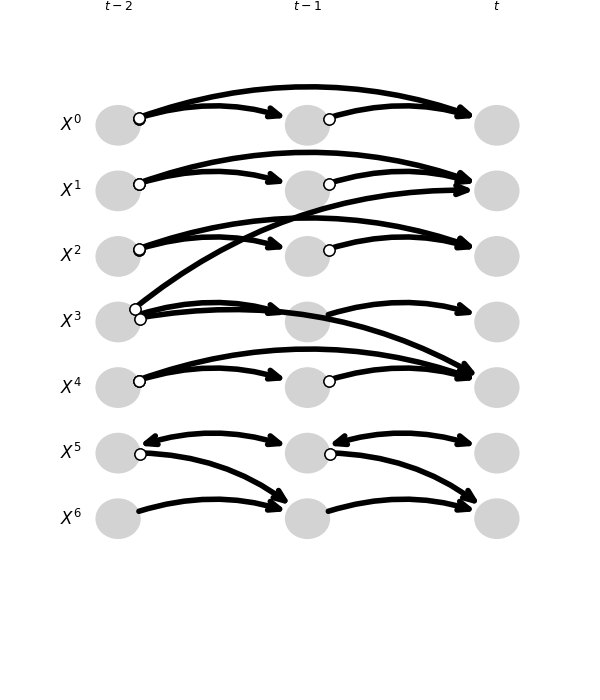 t − 2 t − 1 t
X⁰
X¹
X²
X³
X⁴
X⁵
X⁶